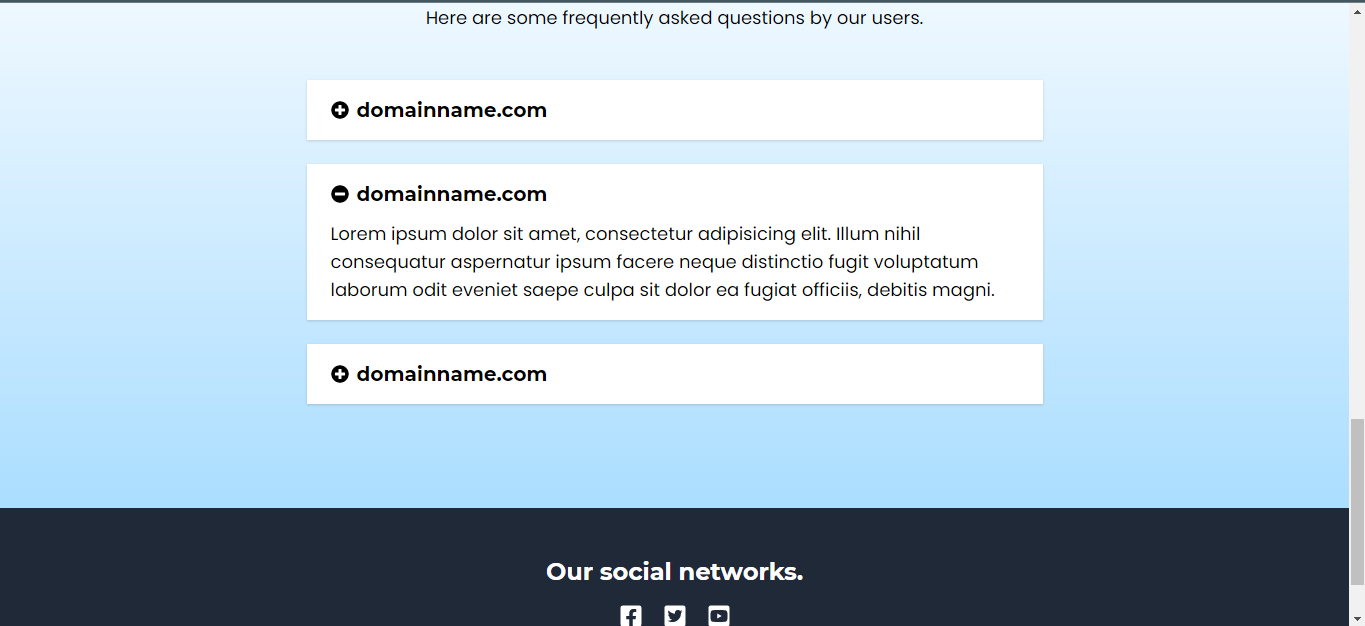 Here are some frequently asked questions by our users.
domainname.com
domainname.com
Lorem ipsum dolor sit amet, consectetur adipisicing elit. Illum nihil
consequatur aspernatur ipsum facere neque distinctio fugit voluptatum
laborum odit eveniet saepe culpa sit dolor ea fugiat officiis, debitis magni.
domainname.com
Our social networks.